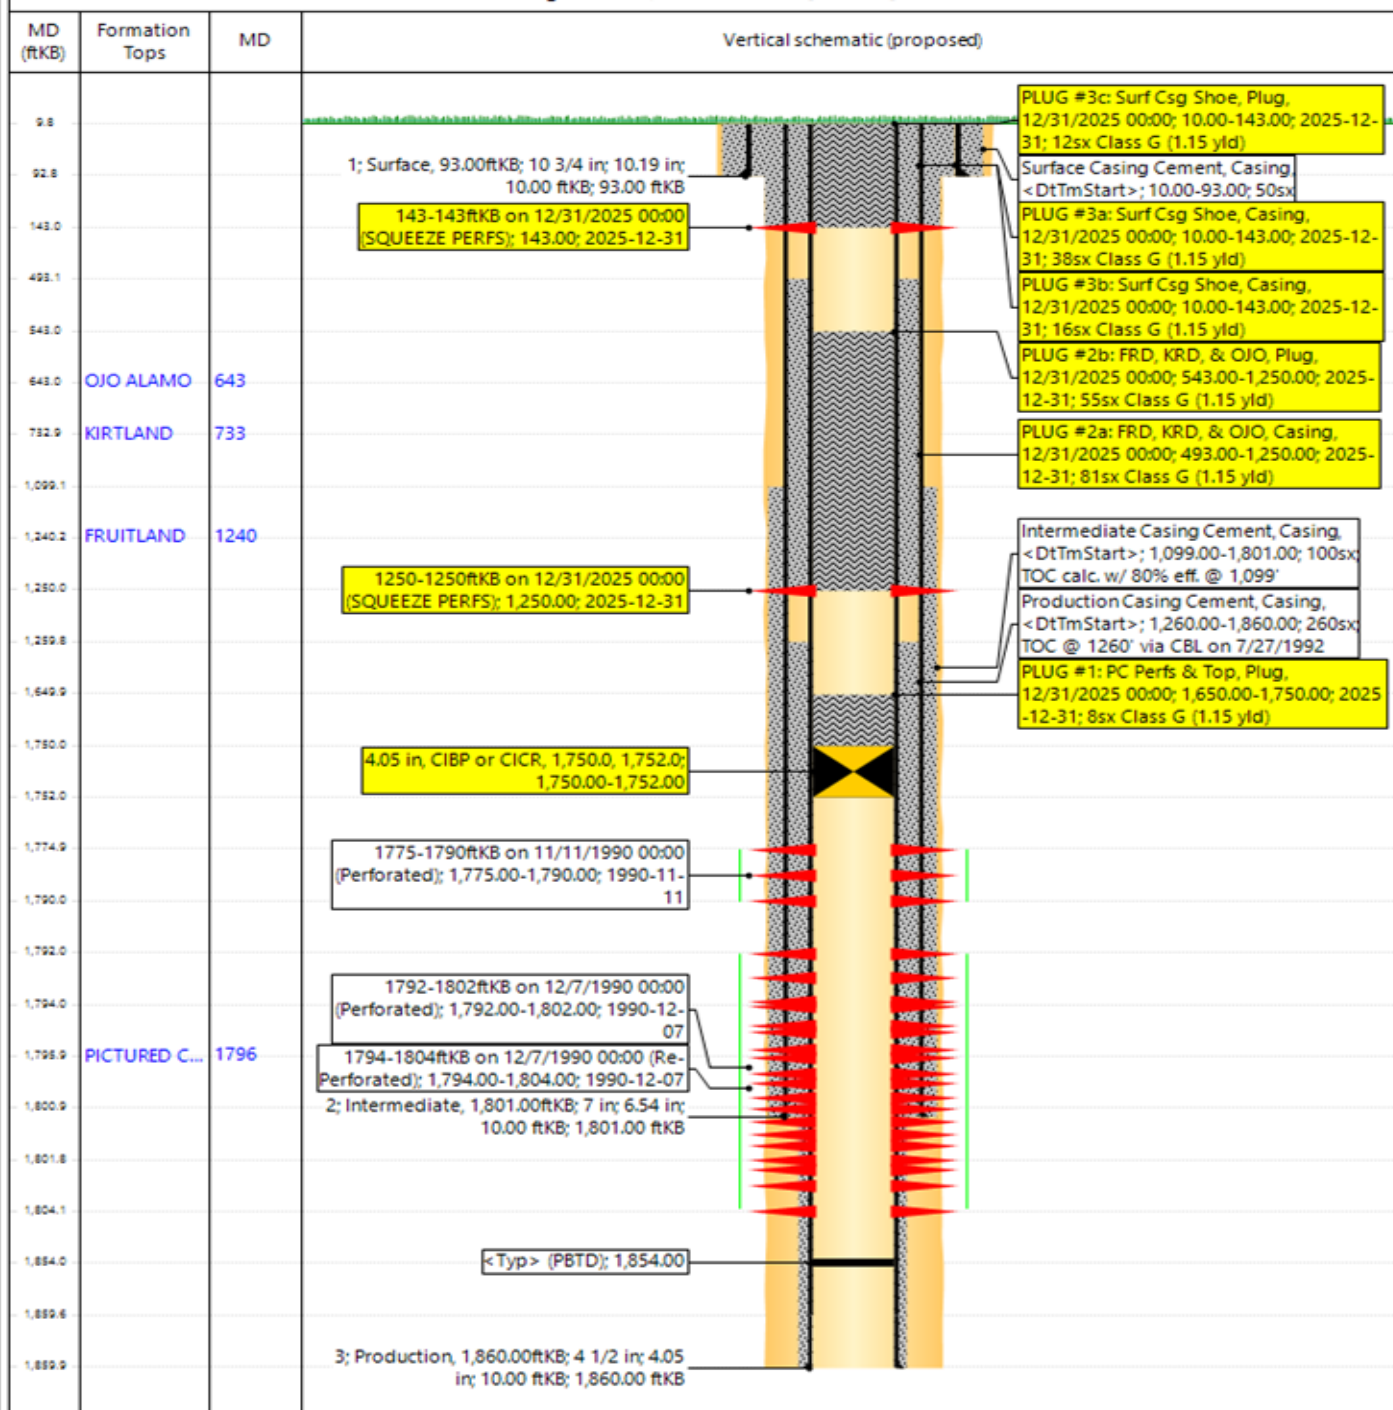 MD
(ftKB)
Formation
Tops
MD
Vertical schematic (proposed)
9.8
92.8
143.0
493.1
543.0
643.0
732.9
1,099.1
1,240.2
1,250.0
1,259.8
1,649.9
1,750.0
1,752.0
1,774.9
1,790.0
1,792.0
1,794.0
1,795.9
1,800.9
1,801.8
1,804.1
1,854.0
1,859.6
1,859.9
OJO ALAMO 643
KIRTLAND 733
FRUITLAND 1240
PICTURED C... 1796
1; Surface, 93.00ftKB; 10 3/4 in; 10.19 in;
10.00 ftKB; 93.00 ftKB
143-143ftKB on 12/31/2025 00:00
(SQUEEZE PERFS); 143.00; 2025-12-31
1250-1250ftKB on 12/31/2025 00:00
(SQUEEZE PERFS); 1,250.00; 2025-12-31
4.05 in, CIBP or CICR, 1,750.0, 1,752.0;
1,750.00-1,752.00
1775-1790ftKB on 11/11/1990 00:00
(Perforated); 1,775.00-1,790.00; 1990-11-
11
1792-1802ftKB on 12/7/1990 00:00
(Perforated); 1,792.00-1,802.00; 1990-12-
07
1794-1804ftKB on 12/7/1990 00:00 (Re-
Perforated); 1,794.00-1,804.00; 1990-12-07
2; Intermediate, 1,801.00ftKB; 7 in; 6.54 in;
10.00 ftKB; 1,801.00 ftKB
<Typ> (PBTD); 1,854.00
3; Production, 1,860.00ftKB; 4 1/2 in; 4.05
in; 10.00 ftKB; 1,860.00 ftKB
PLUG #3c: Surf Csg Shoe, Plug,
12/31/2025 00:00; 10.00-143.00; 2025-12-
31; 12sx Class G (1.15 yld)
Surface Casing Cement, Casing,
<DtTmStart>; 10.00-93.00; 50sx
PLUG #3a: Surf Csg Shoe, Casing,
12/31/2025 00:00; 10.00-143.00; 2025-12-
31; 38sx Class G (1.15 yld)
PLUG #3b: Surf Csg Shoe, Casing,
12/31/2025 00:00; 10.00-143.00; 2025-12-
31; 16sx Class G (1.15 yld)
PLUG #2b: FRD, KRD, & OJO, Plug,
12/31/2025 00:00; 543.00-1,250.00; 2025-
12-31; 55sx Class G (1.15 yld)
PLUG #2a: FRD, KRD, & OJO, Casing,
12/31/2025 00:00; 493.00-1,250.00; 2025-
12-31; 81sx Class G (1.15 yld)
Intermediate Casing Cement, Casing,
<DtTmStart>; 1,099.00-1,801.00; 100sx;
TOC calc. w/ 80% eff. @ 1,099'
Production Casing Cement, Casing,
<DtTmStart>; 1,260.00-1,860.00; 260sx;
TOC @ 1260' via CBL on 7/27/1992
PLUG #1: PC Perfs & Top, Plug,
12/31/2025 00:00; 1,650.00-1,750.00; 2025
-12-31; 8sx Class G (1.15 yld)